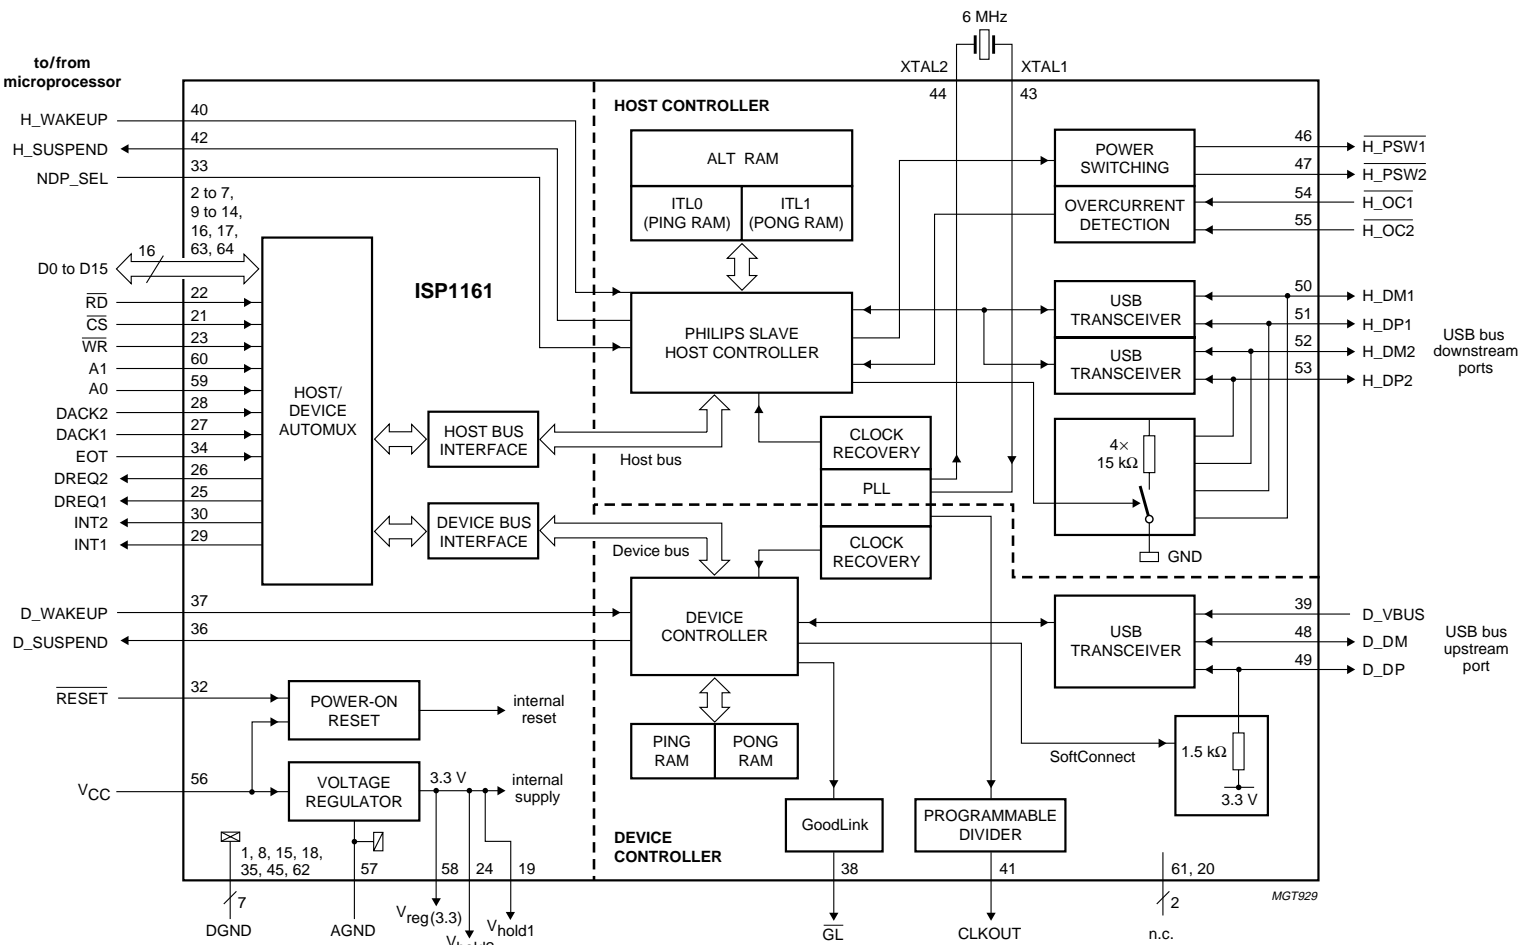 6 MHz
to/from
microprocessor
XTAL2
XTAL1
44
43
H_WAKEUP
40
H_SUSPEND
42
NDP_SEL
33
2 to 7,
9 to 14,
16, 17,
63, 64
D0 to D15
16
RD
22
CS
21
WR
23
A1
60
A0
59
DACK2
28
DACK1
27
EOT
34
DREQ2
26
DREQ1
25
INT2
30
INT1
29
HOST/
DEVICE
AUTOMUX
ISP1161
HOST BUS
INTERFACE
Host bus
DEVICE BUS
INTERFACE
Device bus
HOST CONTROLLER
ALT RAM
ITL0
(PING RAM)
ITL1
(PONG RAM)
PHILIPS SLAVE
HOST CONTROLLER
CLOCK
RECOVERY
PLL
CLOCK
RECOVERY
POWER
SWITCHING
OVERCURRENT
DETECTION
46
H_PSW1
47
H_PSW2
54
H_OC1
55
H_OC2
USB
TRANSCEIVER
USB
TRANSCEIVER
50
H_DM1
51
H_DP1
52
H_DM2
53
H_DP2
USB bus
downstream
ports
4×
15 kΩ
GND
D_WAKEUP
37
D_SUSPEND
36
DEVICE
CONTROLLER
USB
TRANSCEIVER
39
D_VBUS
48
D_DM
49
D_DP
USB bus
upstream
port
RESET
32
POWER-ON
RESET
internal
reset
PING
RAM
PONG
RAM
SoftConnect
1.5 kΩ
3.3 V
VCC
56
VOLTAGE
REGULATOR
3.3 V
internal
supply
GoodLink
PROGRAMMABLE
DIVIDER
DEVICE
CONTROLLER
1, 8, 15, 18,
35, 45, 62
57
58
24
19
38
41
61, 20
MGT929
7
2
DGND
AGND
Vreg(3.3)
Vhold2
Vhold1
GL
CLKOUT
n.c.